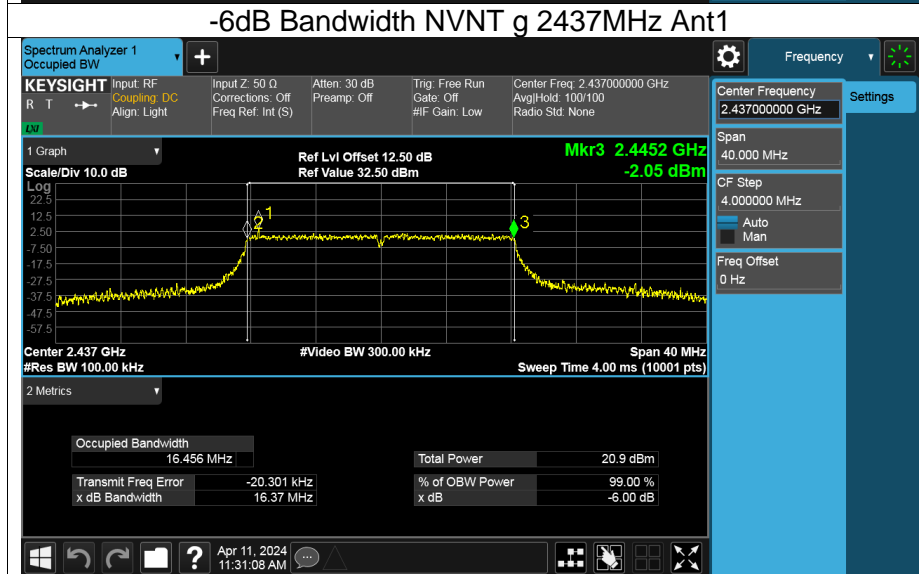 -6dB Bandwidth NVNT g 2437MHz Ant1
Spectrum Analyzer 1
Occupied BW
+
Frequency
KEYSIGHT
R T
LXI
Input: RF
Coupling: DC
Align: Light
Input Z: 50 Ω
Corrections: Off
Freq Ref: Int (S)
Atten: 30 dB
Preamp: Off
Trig: Free Run
Gate: Off
#IF Gain: Low
Center Freq: 2.437000000 GHz
Avg|Hold: 100/100
Radio Std: None
Center Frequency
2.437000000 GHz
Settings
Span
40.000 MHz
CF Step
4.000000 MHz
Auto
Man
Freq Offset
0 Hz
1 Graph
Scale/Div 10.0 dB
Ref Lvl Offset 12.50 dB
Ref Value 32.50 dBm
Mkr3 2.4452 GHz
-2.05 dBm
Log
22.5
12.5
2.50
-7.50
-17.5
-27.5
-37.5
-47.5
-57.5
1
2
3
Center 2.437 GHz
#Video BW 300.00 kHz
Span 40 MHz
#Res BW 100.00 kHz
Sweep Time 4.00 ms (10001 pts)
2 Metrics
Occupied Bandwidth
16.456 MHz
Total Power 20.9 dBm
Transmit Freq Error -20.301 kHz
% of OBW Power 99.00 %
x dB Bandwidth 16.37 MHz
x dB -6.00 dB
?
Apr 11, 2024
11:31:08 AM